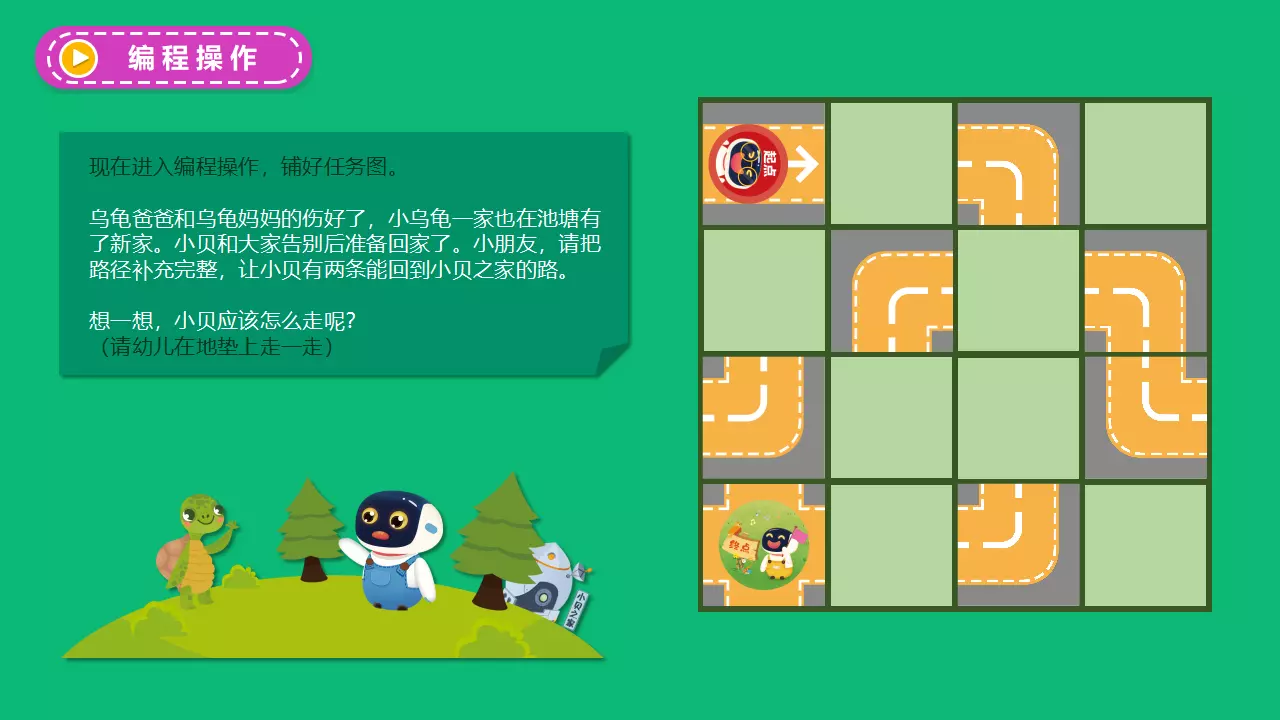 编程操作
现在进入编程操作，铺好任务图。
乌龟爸爸和乌龟妈妈的伤好了，小乌龟一家也在池塘有
了新家。小贝和大家告别后准备回家了。小朋友，请把
路径补充完整，让小贝有两条能回到小贝之家的路。
想一想，小贝应该怎么走呢？
（请幼儿在地垫上走一走）
起点
终点
小贝之家